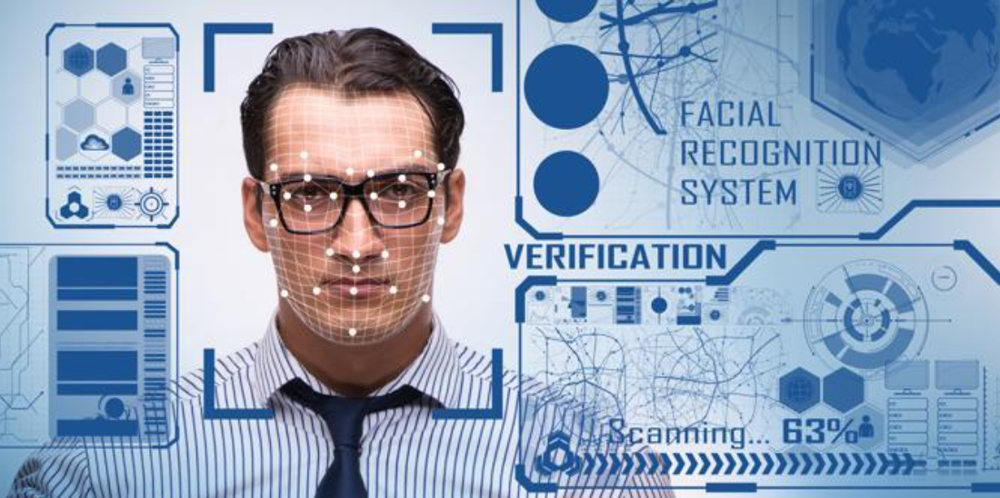 FACIAL
RECOGNITION
SYSTEM
VERIFICATION
Scanning... 63%